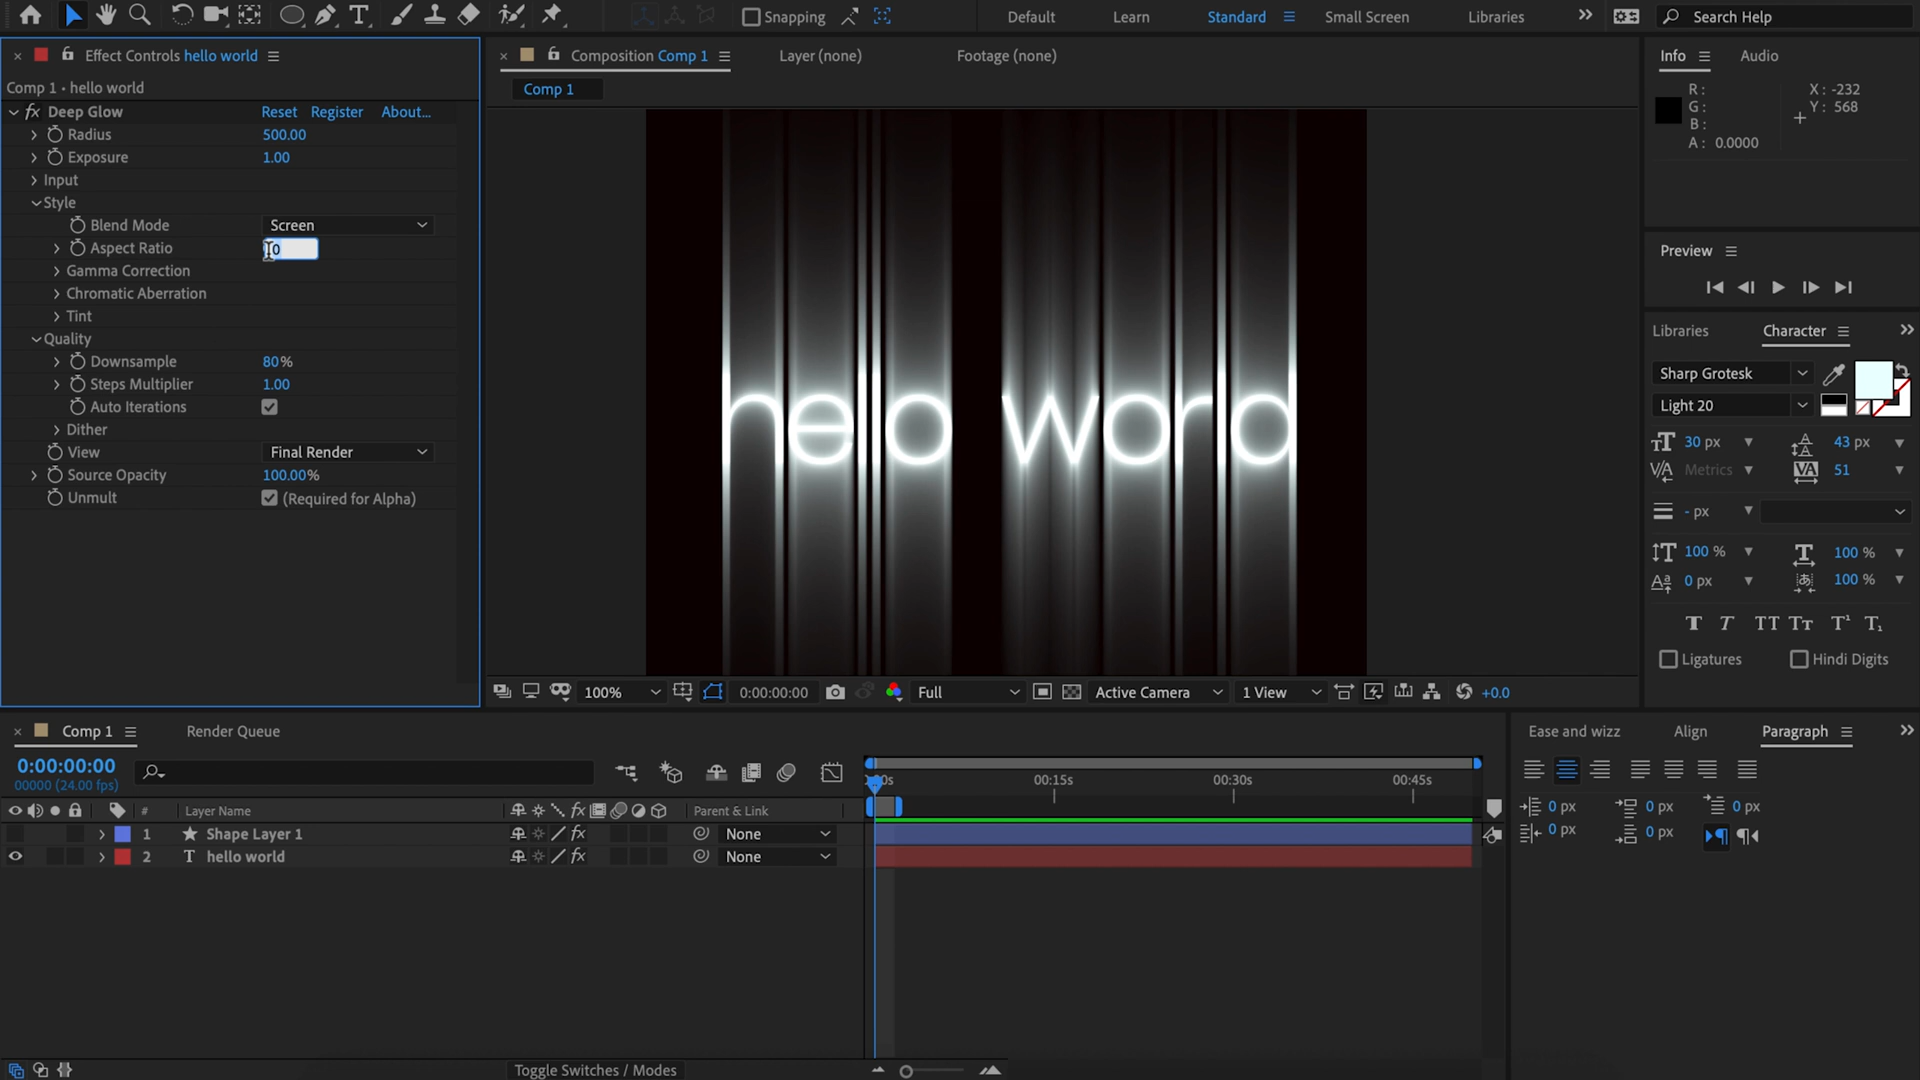 Snapping
Default
Learn
Standard
Small Screen
Libraries
Search Help
Effect Controls hello world
Comp 1 • hello world
Deep Glow Reset Register About...
Radius 500.00
Exposure 1.00
Input
Style
Blend Mode Screen
Aspect Ratio 0
Gamma Correction
Chromatic Aberration
Tint
Quality
Downsample 80%
Steps Multiplier 1.00
Auto Iterations
Dither
View Final Render
Source Opacity 100.00%
Unmult (Required for Alpha)
Composition Comp 1
Layer (none)
Footage (none)
Comp 1
hello world
100% 0:00:00:00 Full Active Camera 1 View +0.0
Info Audio
R:
G:
B:
A: 0.0000
X: -232
Y: 568
Preview
Libraries Character
Sharp Grotesk
Light 20
30 px 43 px
Metrics 51
- px
100 % 100 %
0 px 100 %
Ligatures Hindi Digits
Comp 1 Render Queue
0:00:00:00
00000 (24.00 fps)
# Layer Name Parent & Link
1 Shape Layer 1 None
2 hello world None
00:15s 00:30s 00:45s
Toggle Switches / Modes
Ease and wizz Align Paragraph
0 px 0 px 0 px
0 px 0 px